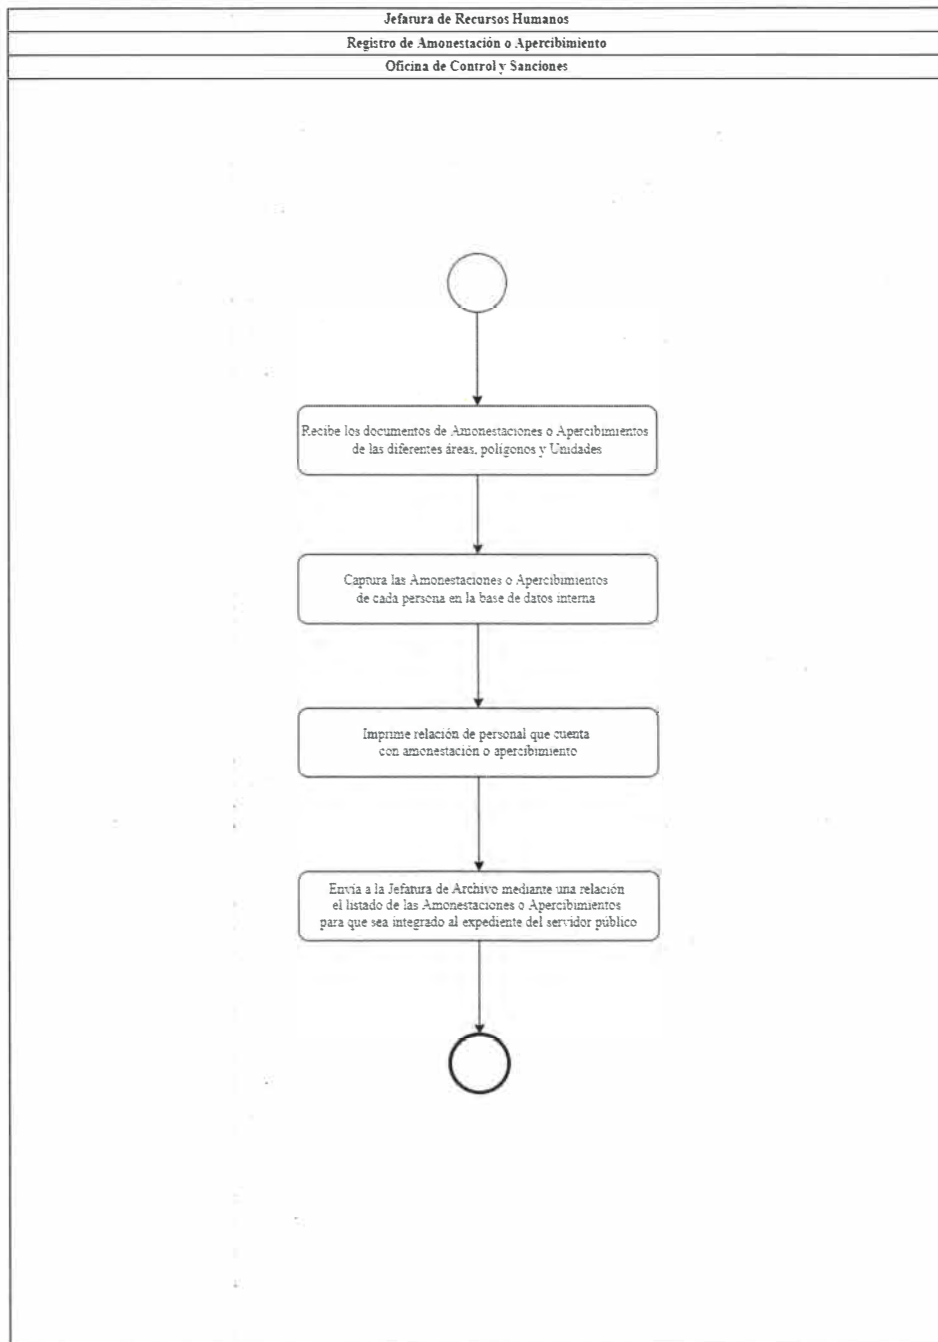 Jefatura de Recursos Humanos
Registro de Amonestación o Apercibimiento
Oficina de Control y Sanciones
Recibe los documentos de Amonestaciones o Apercibimientos
de las diferentes áreas, polígonos y Unidades
Captura las Amonestaciones o Apercibimientos
de cada persona en la base de datos interna
Imprime relación de personal que cuenta
con amonestación o apercibimiento
Envía a la Jefatura de Archivo mediante una relación
el listado de las Amonestaciones o Apercibimientos
para que sea integrado al expediente del servidor público